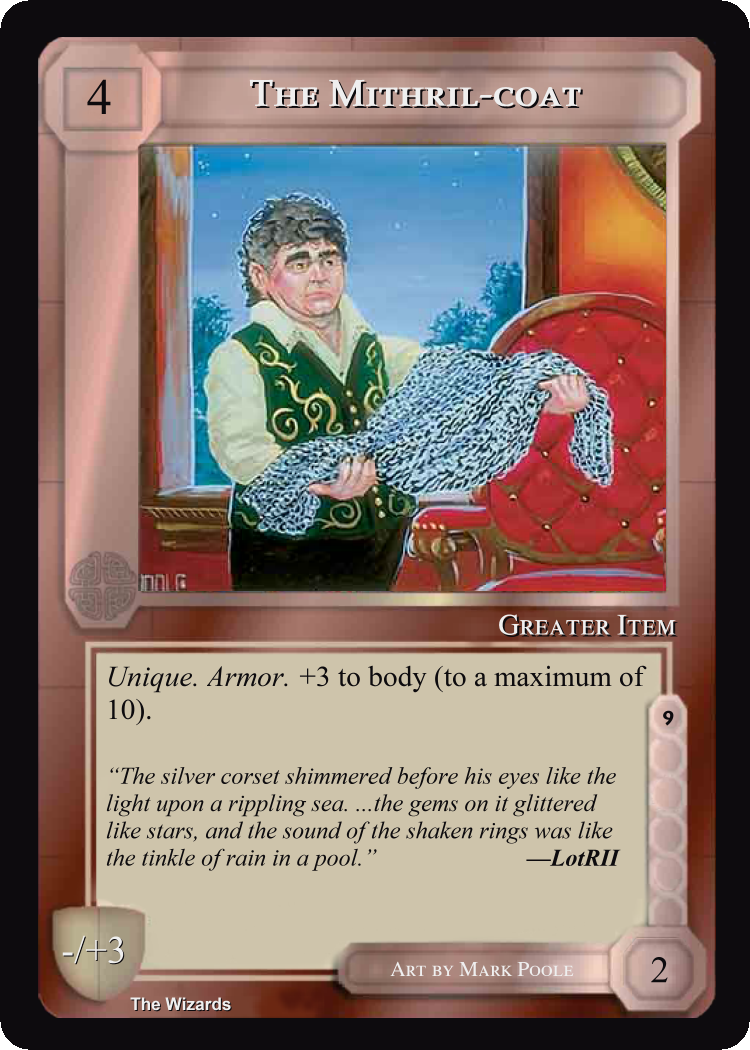 4
The Mithril-coat
Greater Item
Unique. Armor. +3 to body (to a maximum of
10).
9
“The silver corset shimmered before his eyes like the
light upon a rippling sea. ...the gems on it glittered
like stars, and the sound of the shaken rings was like
the tinkle of rain in a pool.” —LotRII
-/+3
Art by Mark Poole
2
The Wizards